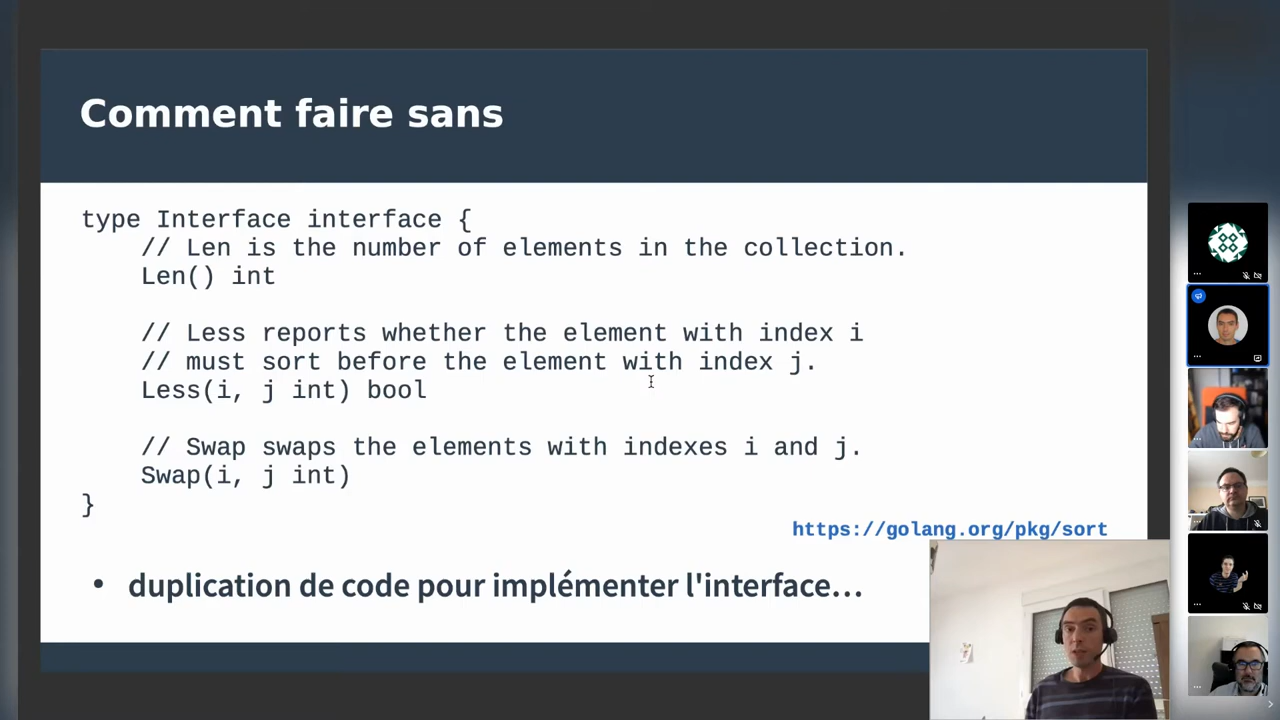 Comment faire sans
type Interface interface {
// Len is the number of elements in the collection.
Len() int
// Less reports whether the element with index i
// must sort before the element with index j.
Less(i, j int) bool
// Swap swaps the elements with indexes i and j.
Swap(i, j int)
}
https://golang.org/pkg/sort
• duplication de code pour implémenter l'interface…